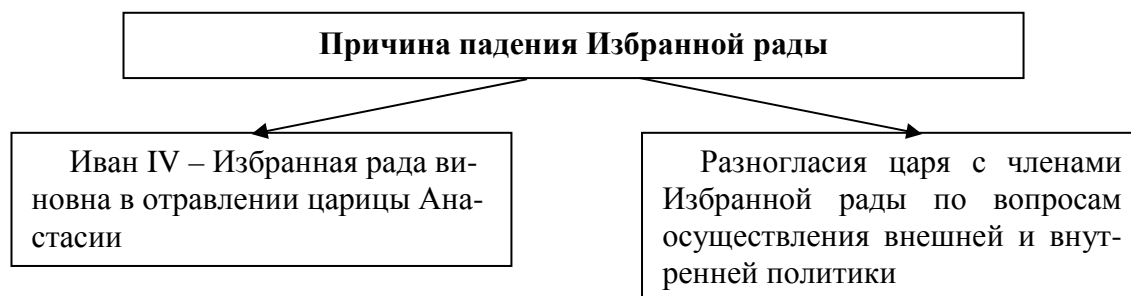 Причина падения Избранной рады
Иван IV – Избранная рада ви-
новна в отравлении царицы Ана-
стасии
Разногласия царя с членами
Избранной рады по вопросам
осуществления внешней и внут-
ренней политики